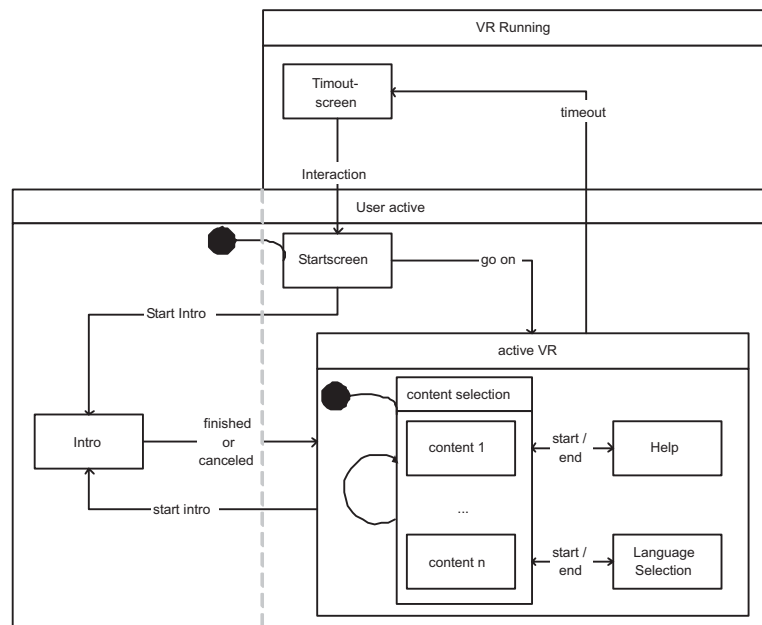 VR Running
Timout-
screen
timeout
Interaction
User active
Startscreen
go on
Start Intro
active VR
content selection
Intro
finished
or
canceled
content 1
start /
end
Help
start intro
...
content n
start /
end
Language
Selection